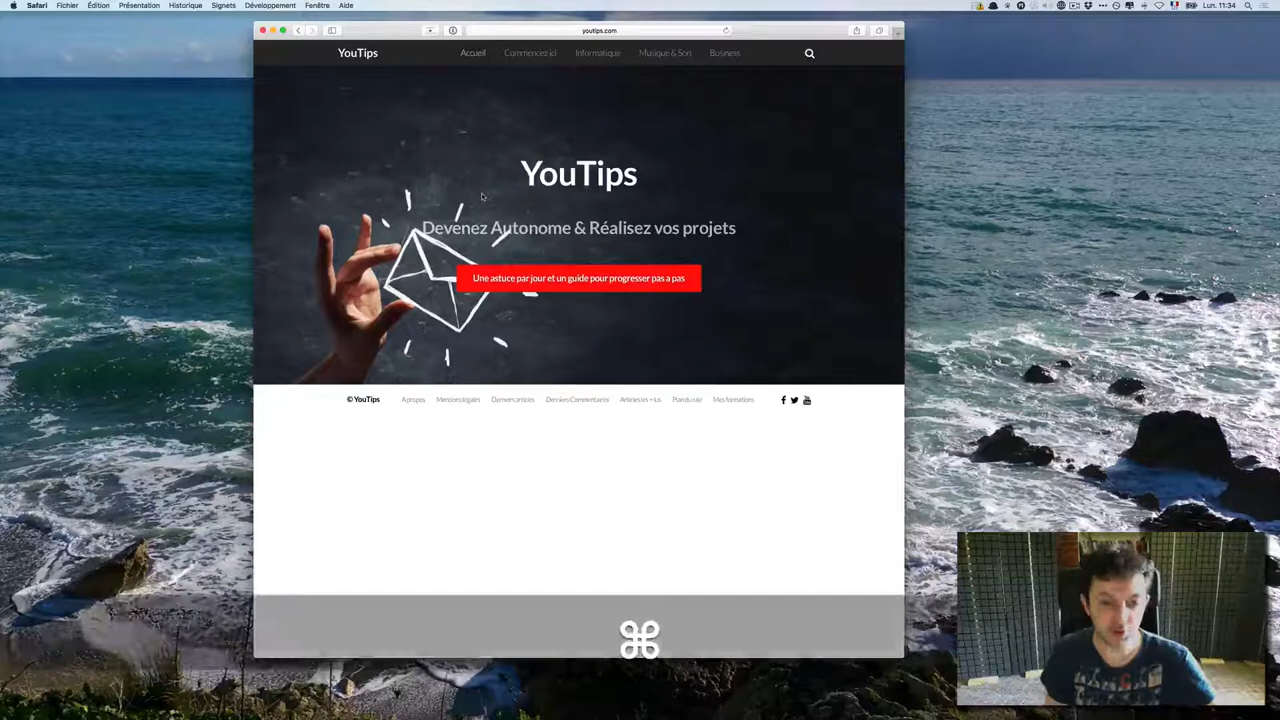 Safari Fichier Édition Présentation Historique Signets Développement Fenêtre Aide Lun. 11:34
youtips.com
YouTips Accueil Commencez ici Informatique Musique & Son Business
YouTips
Devenez Autonome & Réalisez vos projets
Une astuce par jour et un guide pour progresser pas a pas
© YouTips A propos Mentions légales Derniers articles Derniers Commentaires Articles les + lus Plan du site Mes formations
⌘